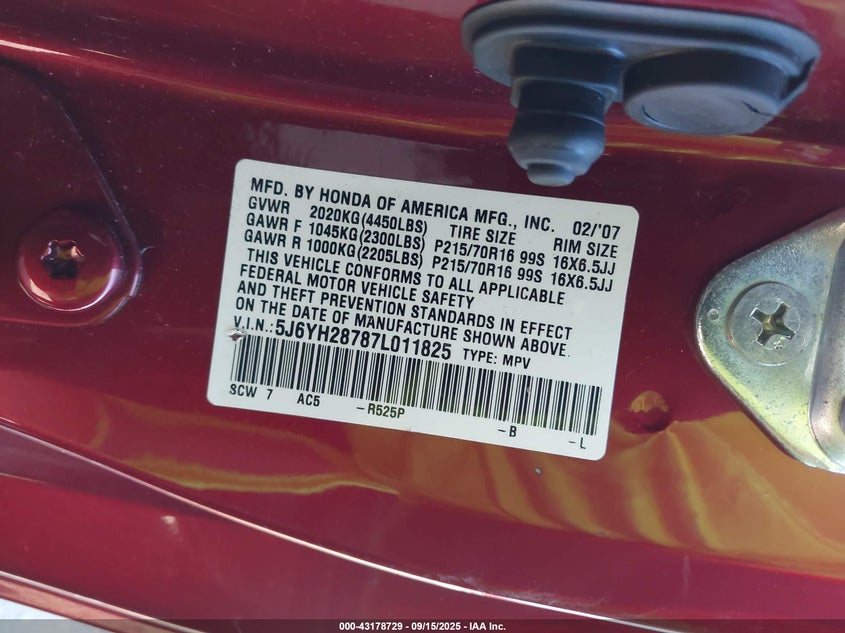 MFD. BY HONDA OF AMERICA MFG., INC. 02/'07
GVWR 2020KG(4450LBS) TIRE SIZE RIM SIZE
GAWR F 1045KG(2300LBS) P215/70R16 99S 16X6.5JJ
GAWR R 1000KG(2205LBS) P215/70R16 99S 16X6.5JJ
THIS VEHICLE CONFORMS TO ALL APPLICABLE
FEDERAL MOTOR VEHICLE SAFETY
AND THEFT PREVENTION STANDARDS IN EFFECT
ON THE DATE OF MANUFACTURE SHOWN ABOVE.
V.I.N.: 5J6YH28787L011825 TYPE: MPV
SCW 7 AC5 -R525P -B -L
000-43178729 - 09/15/2025 - IAA Inc.